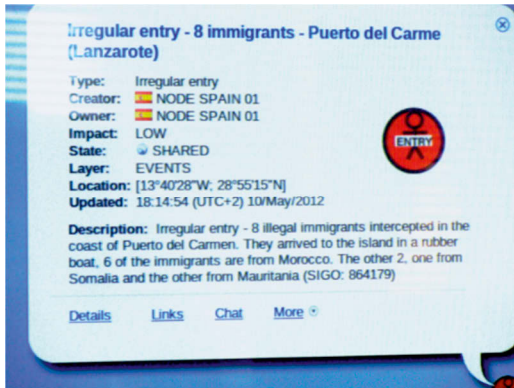 Irregular entry - 8 immigrants - Puerto del Carme
(Lanzarote)
Type: Irregular entry
Creator: NODE SPAIN 01
Owner: NODE SPAIN 01
Impact: LOW
State: SHARED
Layer: EVENTS
Location: [13°40'28"W; 28°55'15"N]
Updated: 18:14:54 (UTC+2) 10/May/2012
ENTRY
Description: Irregular entry - 8 illegal immigrants intercepted in the
coast of Puerto del Carmen. They arrived to the island in a rubber
boat, 6 of the immigrants are from Morocco. The other 2, one from
Somalia and the other from Mauritania (SIGO: 864179)
Details Links Chat More